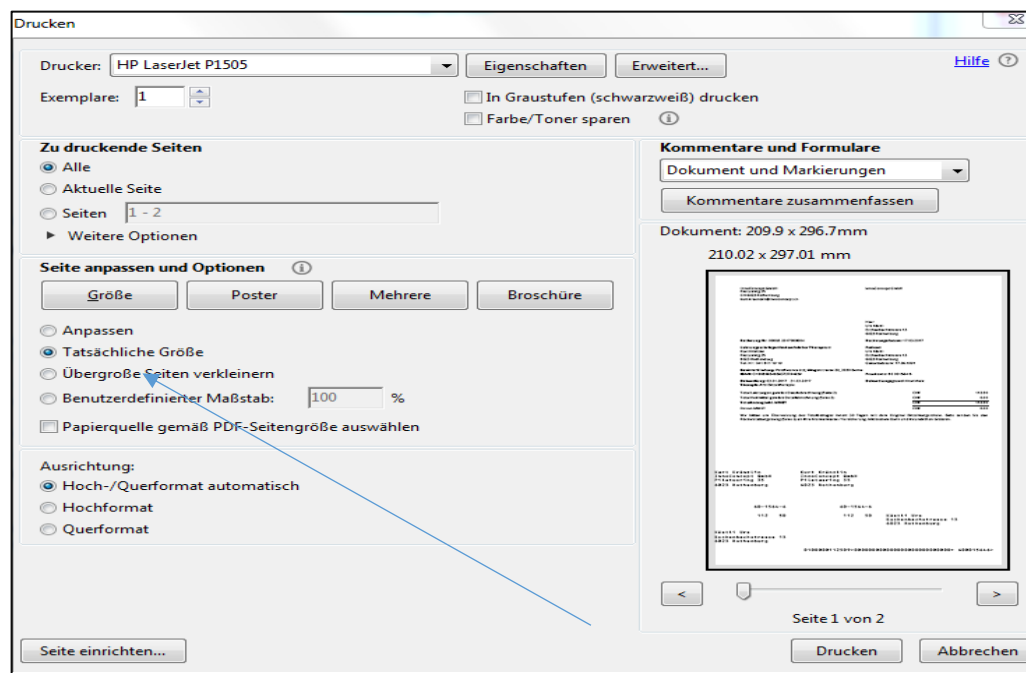 Drucken
Drucker: HP LaserJet P1505 Eigenschaften Erweitert... Hilfe
Exemplare: 1 In Graustufen (schwarzweiß) drucken
Farbe/Toner sparen
Zu druckende Seiten
Alle
Aktuelle Seite
Seiten 1 - 2
Weitere Optionen
Seite anpassen und Optionen
Größe Poster Mehrere Broschüre
Anpassen
Tatsächliche Größe
Übergroße Seiten verkleinern
Benutzerdefinierter Maßstab: 100 %
Papierquelle gemäß PDF-Seitengröße auswählen
Ausrichtung:
Hoch-/Querformat automatisch
Hochformat
Querformat
Kommentare und Formulare
Dokument und Markierungen
Kommentare zusammenfassen
Dokument: 209.9 x 296.7mm
210.02 x 297.01 mm
< >
Seite 1 von 2
Seite einrichten... Drucken Abbrechen